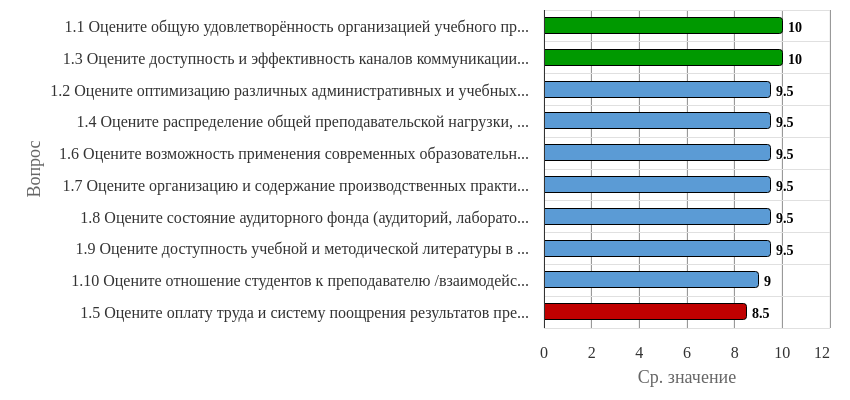 1.1 Оцените общую удовлетворённость организацией учебного пр... 10
1.3 Оцените доступность и эффективность каналов коммуникации... 10
1.2 Оцените оптимизацию различных административных и учебных... 9.5
1.4 Оцените распределение общей преподавательской нагрузки, ... 9.5
1.6 Оцените возможность применения современных образовательн... 9.5
1.7 Оцените организацию и содержание производственных практи... 9.5
1.8 Оцените состояние аудиторного фонда (аудиторий, лаборато... 9.5
1.9 Оцените доступность учебной и методической литературы в ... 9.5
1.10 Оцените отношение студентов к преподавателю /взаимодейс... 9
1.5 Оцените оплату труда и систему поощрения результатов пре... 8.5
Вопрос
0 2 4 6 8 10 12
Ср. значение